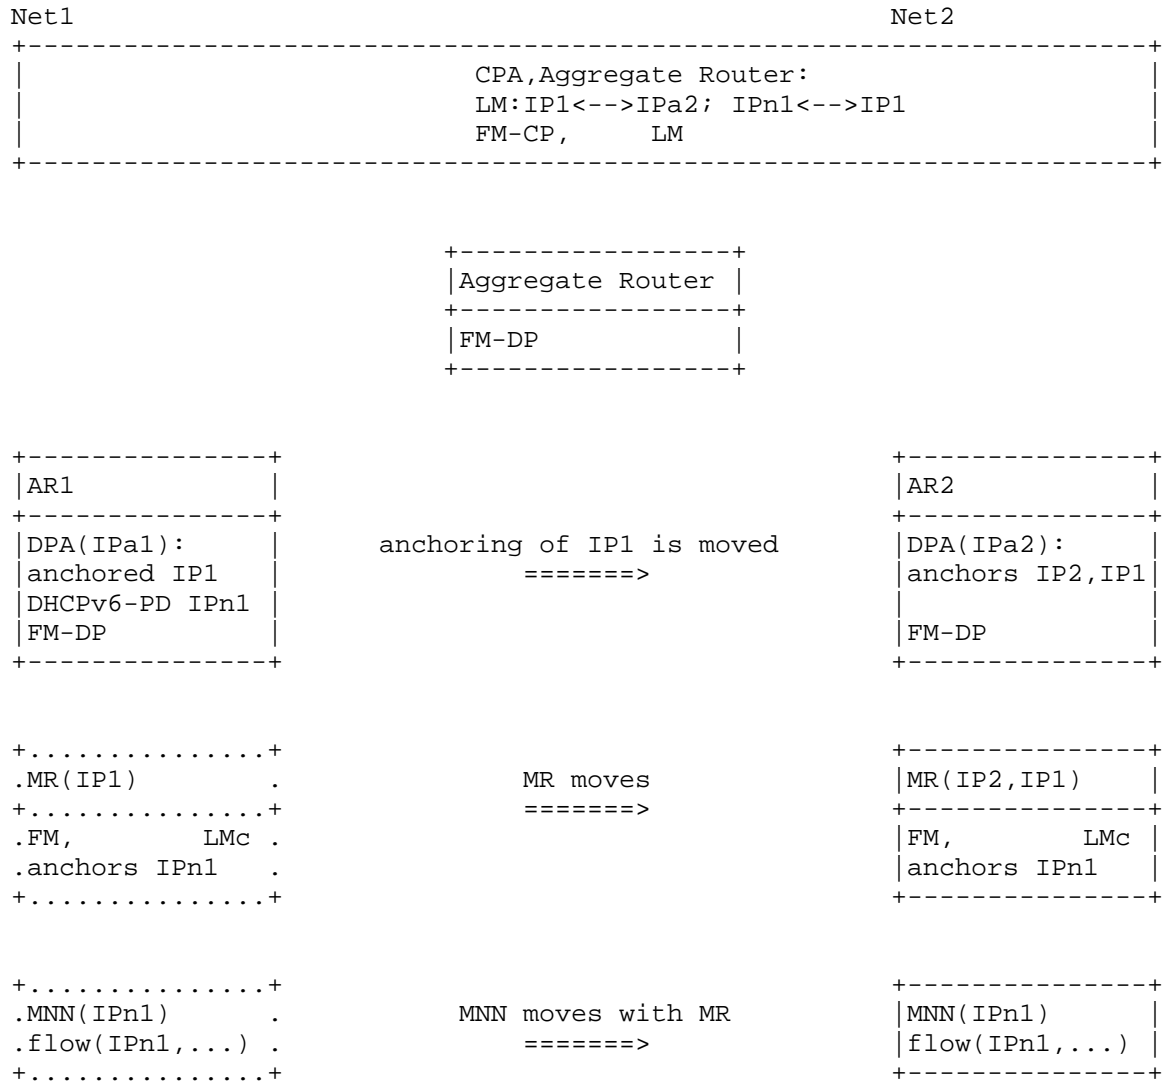 Net1                                                    Net2
+----------------------------------------------------------------------+
|                            CPA,Aggregate Router:                     |
|                            LM:IP1<-->IPa2; IPn1<-->IP1               |
|                            FM-CP,     LM                             |
+----------------------------------------------------------------------+
                           +-----------------+
                           |Aggregate Router |
                           +-----------------+
                           |FM-DP            |
                           +-----------------+
+---------------+                                      +---------------+
|AR1            |                                      |AR2            |
+---------------+                                      +---------------+
|DPA(IPa1):     |      anchoring of IP1 is moved       |DPA(IPa2):     |
|anchored IP1   |               =======>               |anchors IP2,IP1|
|DHCPv6-PD IPn1 |                                      |               |
|FM-DP          |                                      |FM-DP          |
+---------------+                                      +---------------+
+...............+                                      +---------------+
.MR(IP1)        .               MR moves               |MR(IP2,IP1)    |
+...............+               =======>               +---------------+
.FM,        LMc .                                      |FM,        LMc |
.anchors IPn1   .                                      |anchors IPn1   |
+...............+                                      +---------------+
+...............+                                      +---------------+
.MNN(IPn1)      .           MNN moves with MR          |MNN(IPn1)      |
.flow(IPn1,...) .               =======>               |flow(IPn1,...) |
+...............+                                      +---------------+